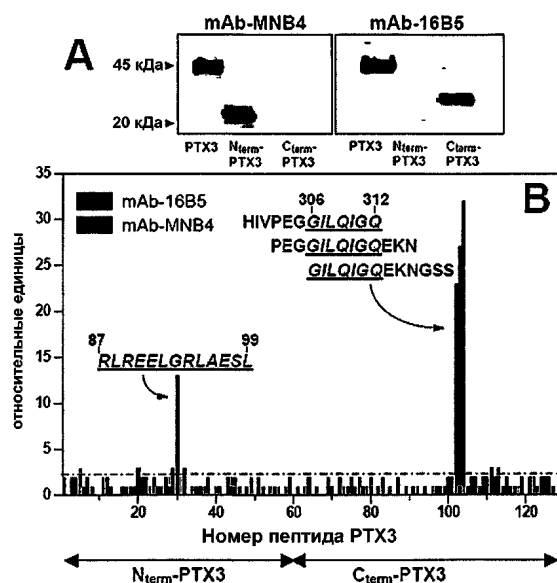 mAb-MNB4 mAb-16B5
A
45 кДа
20 кДа
PTX3 Nterm-PTX3 Cterm-PTX3 PTX3 Nterm-PTX3 Cterm-PTX3
B
mAb-16B5
mAb-MNB4
306 312
HIVPEGGILQIGQ
PEGGILQIGQEKN
GILQIGQEKNGSS
87 99
RLREELGRLAESL
относительные единицы
35
30
25
20
15
10
5
0
20 40 60 80 100 120
Номер пептида PTX3
Nterm-PTX3 Cterm-PTX3